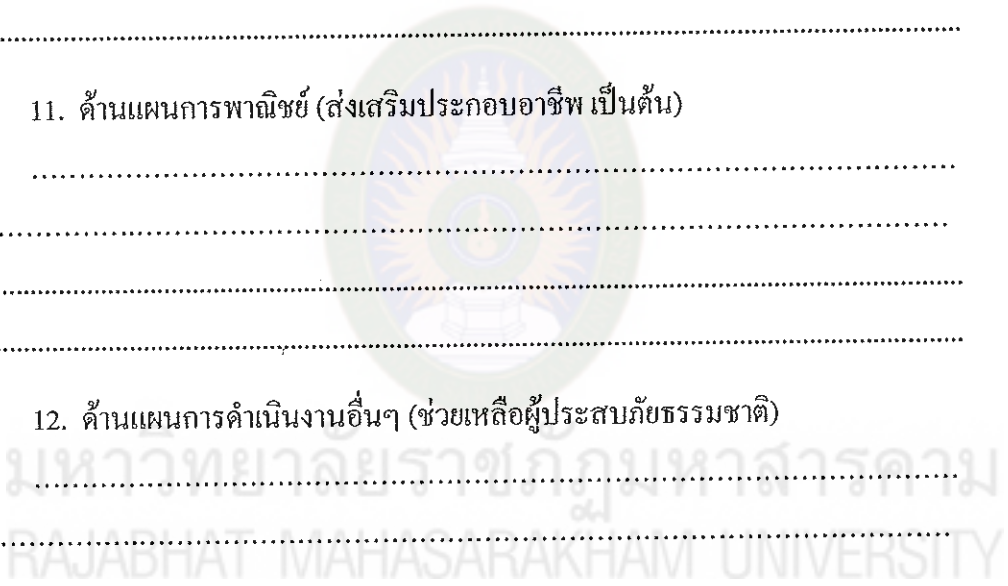 ................................................................................
11. ด้านแผนการพาณิชย์ (ส่งเสริมประกอบอาชีพ เป็นต้น)
................................................................................
................................................................................
................................................................................
................................................................................
12. ด้านแผนการดำเนินงานอื่นๆ (ช่วยเหลือผู้ประสบภัยธรรมชาติ)
มหาวิทยาลัยราชภัฏมหาสารคาม
................................................................................
................................................................................
RAJABHAT MAHASARAKHAM UNIVERSITY